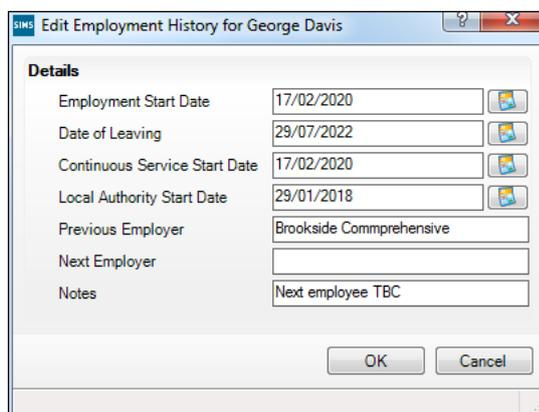 SIMS Edit Employment History for George Davis
Details
Employment Start Date 17/02/2020
Date of Leaving 29/07/2022
Continuous Service Start Date 17/02/2020
Local Authority Start Date 29/01/2018
Previous Employer Brookside Commprehensive
Next Employer
Notes Next employee TBC
OK Cancel